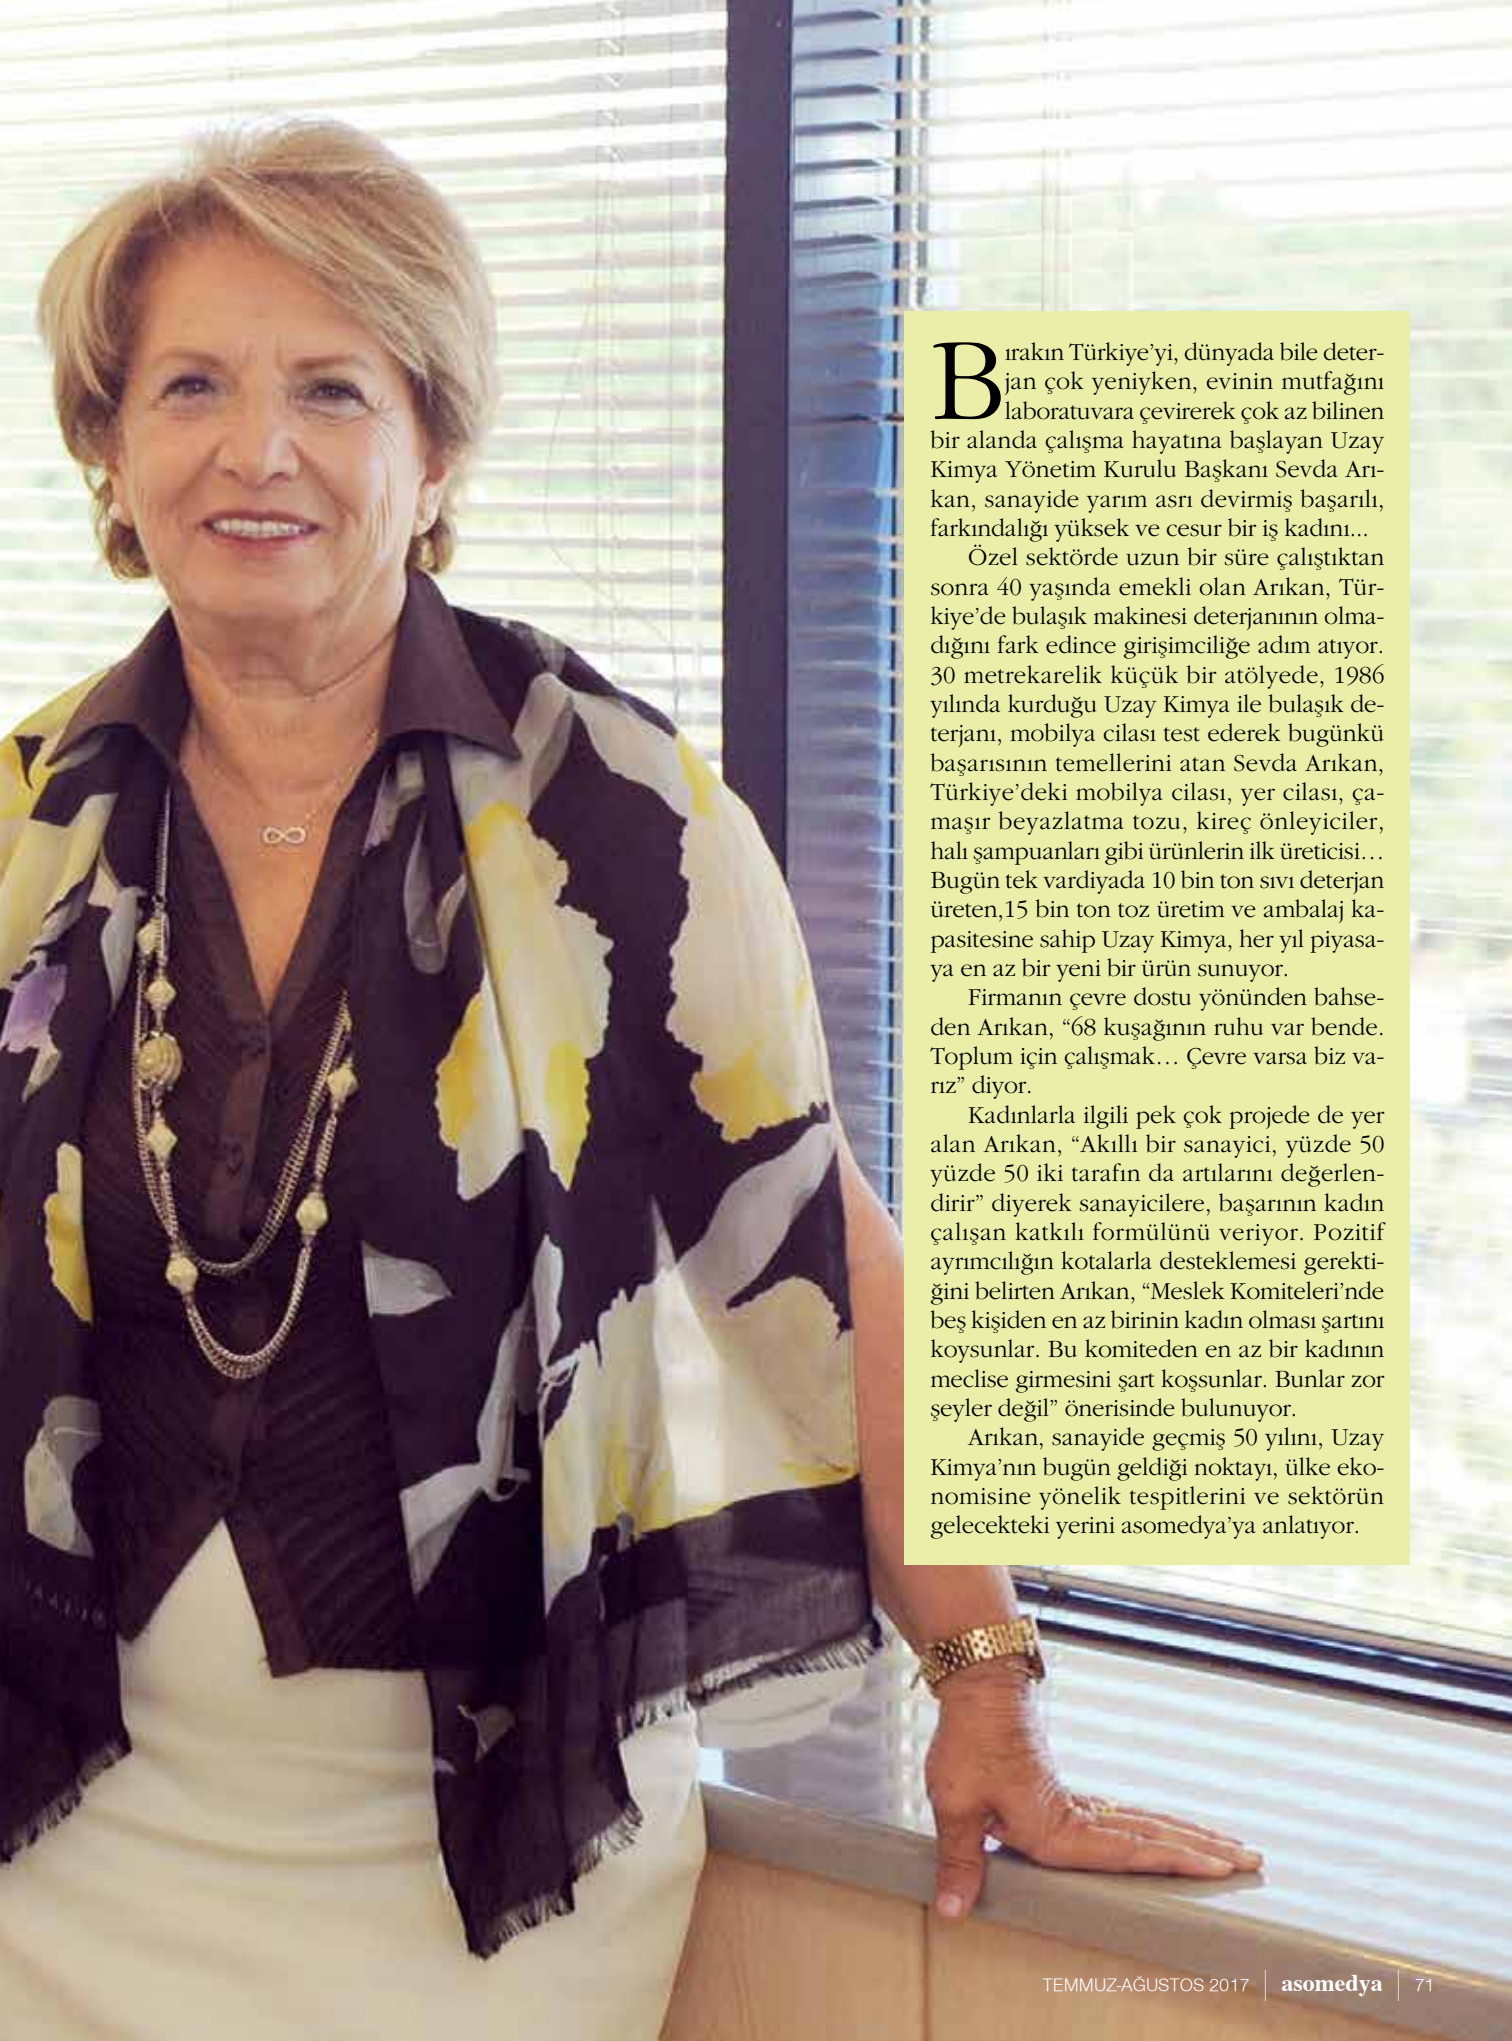 Bırakın Türkiye’yi, dünyada bile deter-
jan çok yeniyken, evinin mutfağını
laboratuvara çevirerek çok az bilinen
bir alanda çalışma hayatına başlayan Uzay
Kimya Yönetim Kurulu Başkanı Sevda Arı-
kan, sanayide yarım asrı devirmiş başarılı,
farkındalığı yüksek ve cesur bir iş kadını...
Özel sektörde uzun bir süre çalıştıktan
sonra 40 yaşında emekli olan Arıkan, Tür-
kiye’de bulaşık makinesi deterjanının olma-
dığını fark edince girişimciliğe adım atıyor.
30 metrekarelik küçük bir atölyede, 1986
yılında kurduğu Uzay Kimya ile bulaşık de-
terjanı, mobilya cilası test ederek bugünkü
başarısının temellerini atan Sevda Arıkan,
Türkiye’deki mobilya cilası, yer cilası, ça-
maşır beyazlatma tozu, kireç önleyiciler,
halı şampuanları gibi ürünlerin ilk üreticisi…
Bugün tek vardiyada 10 bin ton sıvı deterjan
üreten,15 bin ton toz üretim ve ambalaj ka-
pasitesine sahip Uzay Kimya, her yıl piyasa-
ya en az bir yeni bir ürün sunuyor.
Firmanın çevre dostu yönünden bahse-
den Arıkan, “68 kuşağının ruhu var bende.
Toplum için çalışmak… Çevre varsa biz va-
rız” diyor.
Kadınlarla ilgili pek çok projede de yer
alan Arıkan, “Akıllı bir sanayici, yüzde 50
yüzde 50 iki tarafın da artılarını değerlen-
dirir” diyerek sanayicilere, başarının kadın
çalışan katkılı formülünü veriyor. Pozitif
ayrımcılığın kotalarla desteklemesi gerekti-
ğini belirten Arıkan, “Meslek Komiteleri’nde
beş kişiden en az birinin kadın olması şartını
koysunlar. Bu komiteden en az bir kadının
meclise girmesini şart koşsunlar. Bunlar zor
şeyler değil” önerisinde bulunuyor.
Arıkan, sanayide geçmiş 50 yılını, Uzay
Kimya’nın bugün geldiği noktayı, ülke eko-
nomisine yönelik tespitlerini ve sektörün
gelecekteki yerini asomedya’ya anlatıyor.
TEMMUZ-AĞUSTOS 2017 | asomedya | 71